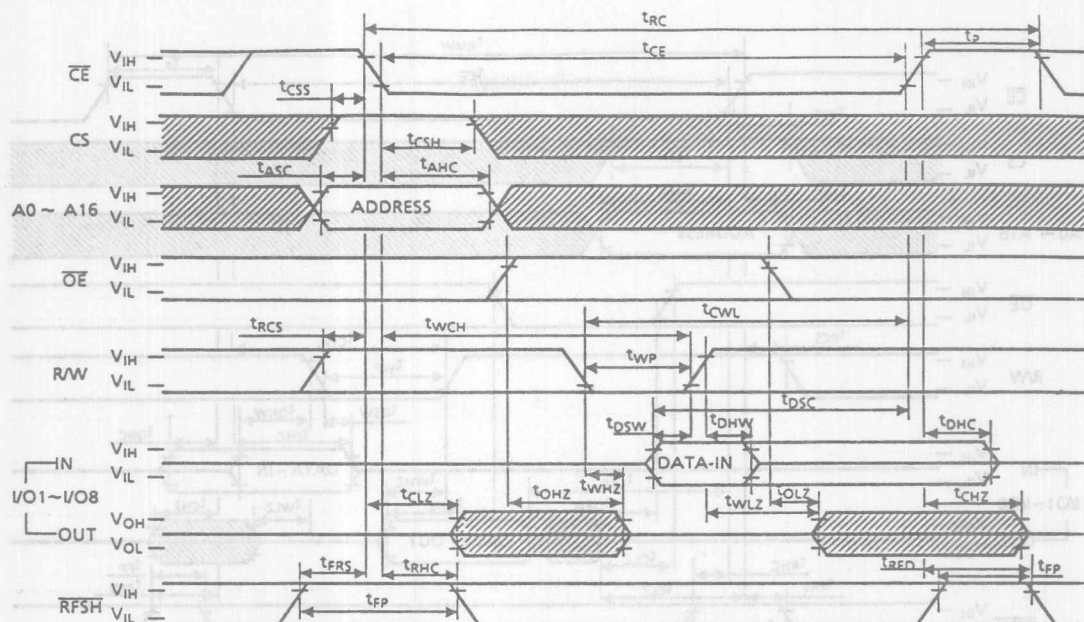 tRC
tP
tCE
CE VIH
VIL
tCSS
CS VIH
VIL
tCSH
tASC
tAHC
A0 ~ A16 VIH
VIL
ADDRESS
OE VIH
VIL
tCWL
tRCS
tWCH
tWP
R/W VIH
VIL
tDSC
tDSW
tDHW
tDHC
IN VIH
VIL
DATA-IN
I/O1~I/O8
tWHZ
tCLZ
tOHZ
tWLZ
tOLZ
tCHZ
OUT VOH
VOL
tFRS
tRHC
tRFD
tFP
RFSH VIH
VIL
tFP